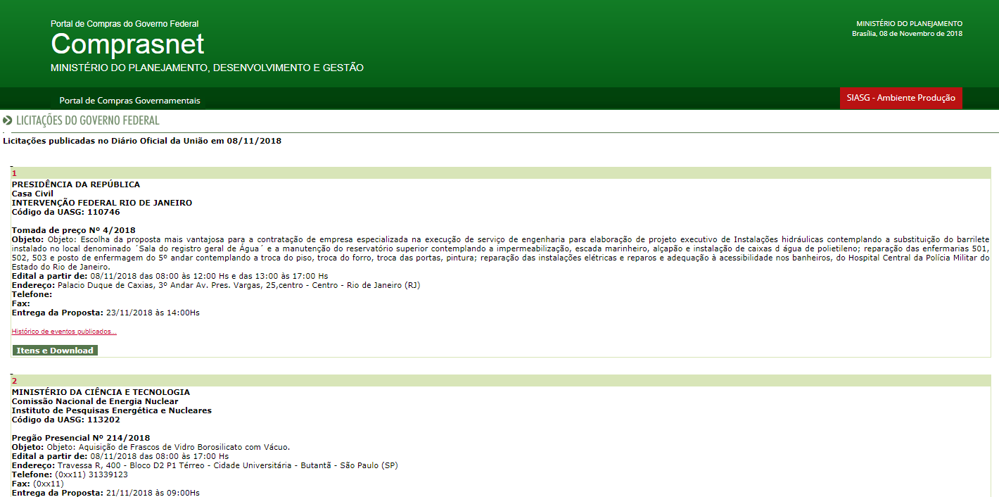 Portal de Compras do Governo Federal
Comprasnet
MINISTÉRIO DO PLANEJAMENTO, DESENVOLVIMENTO E GESTÃO
MINISTÉRIO DO PLANEJAMENTO
Brasília, 08 de Novembro de 2018
Portal de Compras Governamentais
SIASG - Ambiente Produção
LICITAÇÕES DO GOVERNO FEDERAL
Licitações publicadas no Diário Oficial da União em 08/11/2018
1
PRESIDÊNCIA DA REPÚBLICA
Casa Civil
INTERVENÇÃO FEDERAL RIO DE JANEIRO
Código da UASG: 110746
Tomada de preço Nº 4/2018
Objeto: Objeto: Escolha da proposta mais vantajosa para a contratação de empresa especializada na execução de serviço de engenharia para elaboração de projeto executivo de Instalações hidráulicas contemplando a substituição do barrilete
instalado no local denominado ´Sala do registro geral de Água´ e a manutenção do reservatório superior contemplando a impermeabilização, escada marinheiro, alçapão e instalação de caixas d água de polietileno; reparação das enfermarias 501,
502, 503 e posto de enfermagem do 5º andar contemplando a troca do piso, troca do forro, troca das portas, pintura; reparação das instalações elétricas e reparos e adequação à acessibilidade nos banheiros, do Hospital Central da Polícia Militar do
Estado do Rio de Janeiro.
Edital a partir de: 08/11/2018 das 08:00 às 12:00 Hs e das 13:00 às 17:00 Hs
Endereço: Palacio Duque de Caxias, 3º Andar Av. Pres. Vargas, 25,centro - Centro - Rio de Janeiro (RJ)
Telefone:
Fax:
Entrega da Proposta: 23/11/2018 às 14:00Hs
Histórico de eventos publicados...
Itens e Download
2
MINISTÉRIO DA CIÊNCIA E TECNOLOGIA
Comissão Nacional de Energia Nuclear
Instituto de Pesquisas Energética e Nucleares
Código da UASG: 113202
Pregão Presencial Nº 214/2018
Objeto: Objeto: Aquisição de Frascos de Vidro Borosilicato com Vácuo.
Edital a partir de: 08/11/2018 das 08:00 às 17:00 Hs
Endereço: Travessa R, 400 - Bloco D2 P1 Térreo - Cidade Universitária - Butantã - São Paulo (SP)
Telefone: (0xx11) 31339123
Fax: (0xx11)
Entrega da Proposta: 21/11/2018 às 09:00Hs